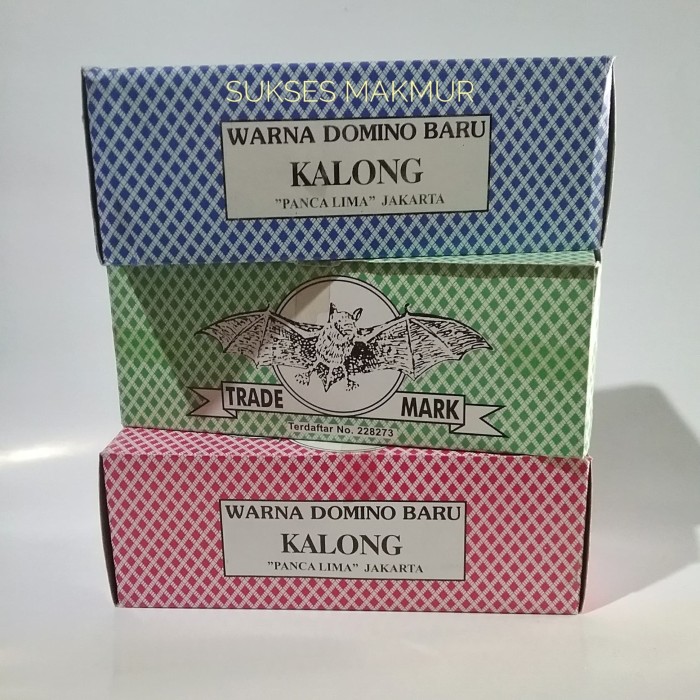 SUKSES MAKMUR
WARNA DOMINO BARU
KALONG
"PANCA LIMA" JAKARTA
TRADE MARK
Terdaftar No. 228273
WARNA DOMINO BARU
KALONG
"PANCA LIMA" JAKARTA